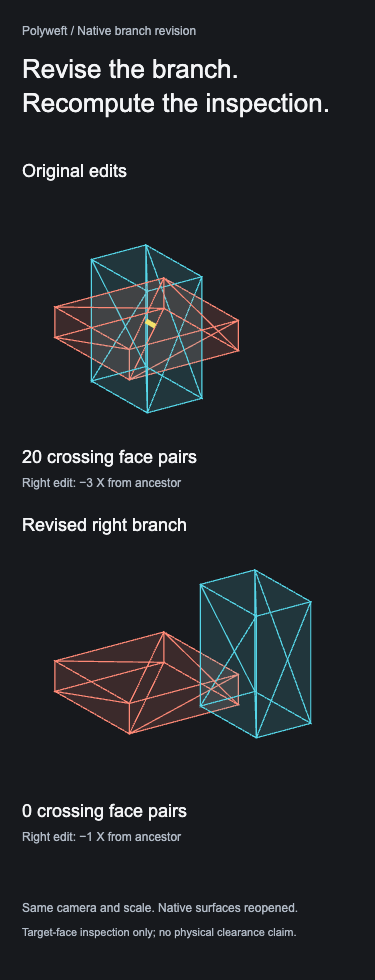 Polyweft / Native branch revision
Revise the branch.
Recompute the inspection.
Original edits
20 crossing face pairs
Right edit: −3 X from ancestor
Revised right branch
0 crossing face pairs
Right edit: −1 X from ancestor
Same camera and scale. Native surfaces reopened.
Target-face inspection only; no physical clearance claim.